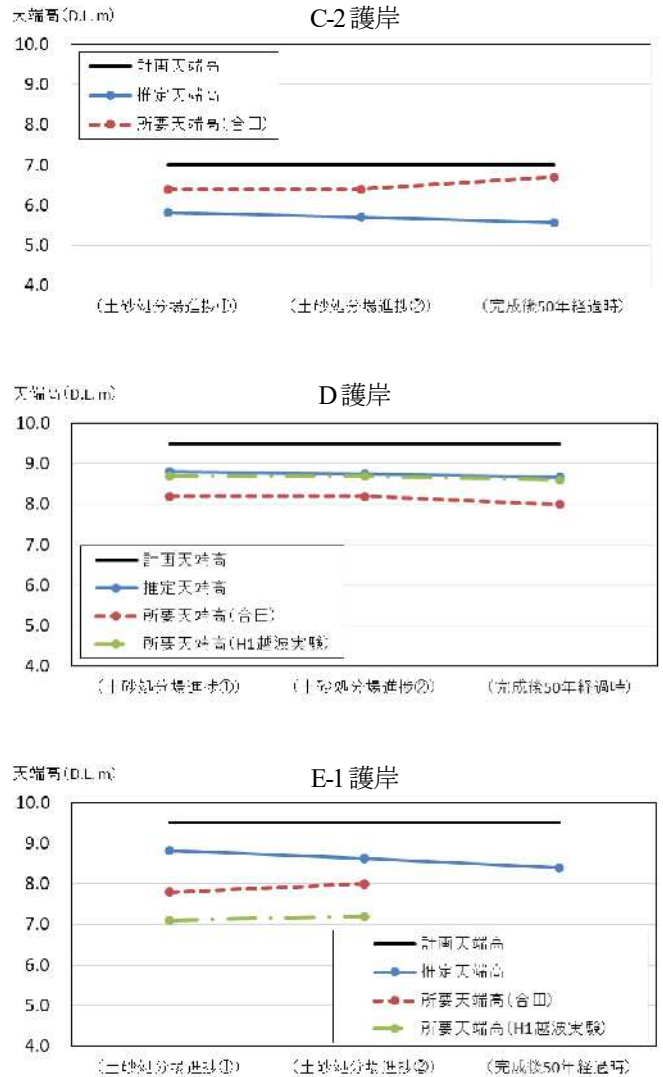 天端高(D.L. m)
C-2 護岸
10.0
9.0
8.0
7.0
6.0
5.0
4.0
計画天端高
推定天端高
所要天端高(合田)
(土砂処分場進捗①)
(土砂処分場進捗②)
(完成後50年経過時)
天端高(D.L. m)
D 護岸
10.0
9.0
8.0
7.0
6.0
5.0
4.0
計画天端高
推定天端高
所要天端高(合田)
所要天端高(H1越波実験)
(土砂処分場進捗①)
(土砂処分場進捗②)
(完成後50年経過時)
天端高(D.L. m)
E-1 護岸
10.0
9.0
8.0
7.0
6.0
5.0
4.0
計画天端高
推定天端高
所要天端高(合田)
所要天端高(H1越波実験)
(土砂処分場進捗①)
(土砂処分場進捗②)
(完成後50年経過時)